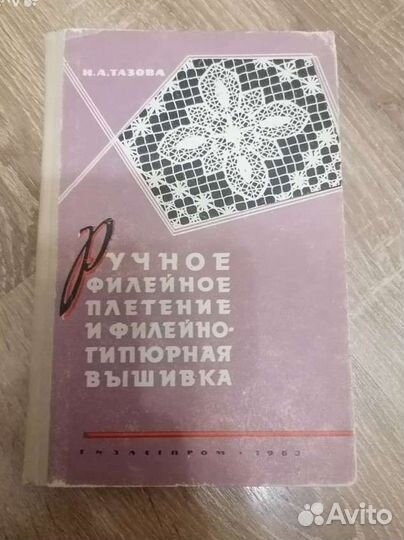 Н.А.ТАЗОВА
РУЧНОЕ
ФИЛЕЙНОЕ
ПЛЕТЕНИЕ
И ФИЛЕЙНО-
ГИПЮРНАЯ
ВЫШИВКА
ГИЗЛЕГПРОМ · 1963
Avito